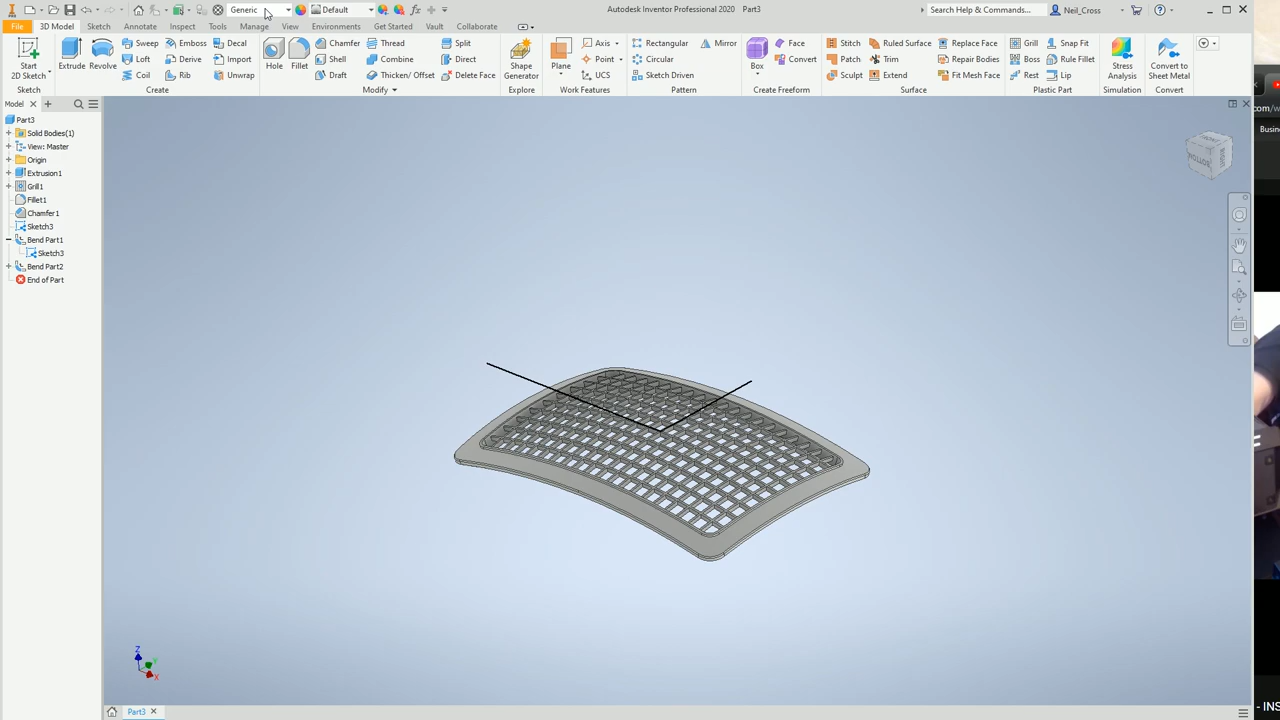 Generic
Default
Autodesk Inventor Professional 2020 Part3
Search Help & Commands...
Neil_Cross
File
3D Model
Sketch
Annotate
Inspect
Tools
Manage
View
Environments
Get Started
Vault
Collaborate
Start
2D Sketch
Extrude
Revolve
Sweep
Loft
Coil
Emboss
Derive
Rib
Import
Unwrap
Create
Hole
Fillet
Chamfer
Shell
Draft
Thread
Combine
Thicken/ Offset
Split
Direct
Delete Face
Modify
Shape
Generator
Explore
Plane
Axis
Point
UCS
Work Features
Rectangular
Circular
Sketch Driven
Mirror
Pattern
Box
Face
Convert
Create Freeform
Stitch
Patch
Sculpt
Ruled Surface
Trim
Extend
Replace Face
Repair Bodies
Fit Mesh Face
Surface
Grill
Boss
Rest
Snap Fit
Rule Fillet
Lip
Plastic Part
Stress
Analysis
Simulation
Convert to
Sheet Metal
Convert
Model
Part3
Solid Bodies(1)
View: Master
Origin
Extrusion1
Grill1
Fillet1
Chamfer1
Sketch3
Bend Part1
Sketch3
Bend Part2
End of Part
Z
Y
X
Part3
com/w
Busine
- INS